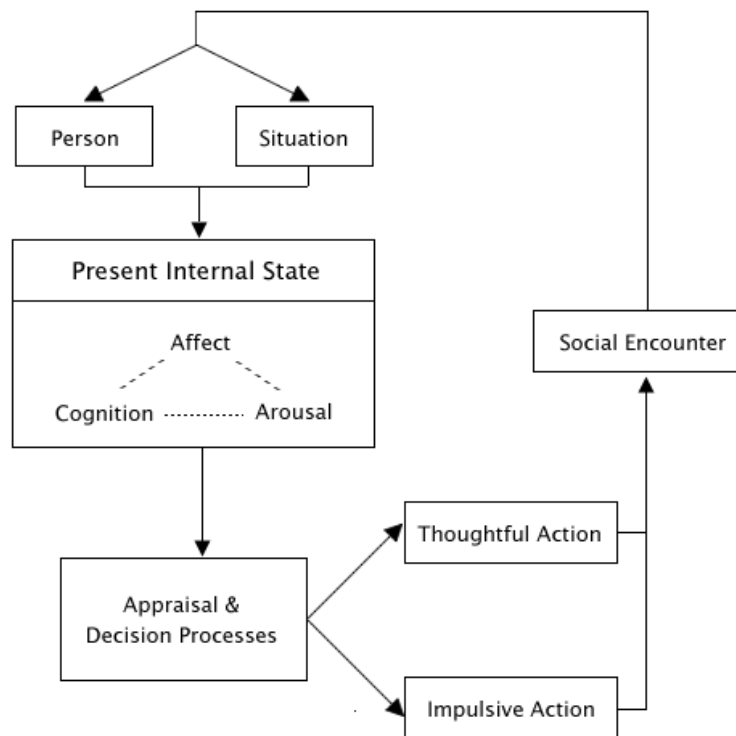 Person
Situation
Present Internal State
Affect
Cognition
Arousal
Social Encounter
Thoughtful Action
Appraisal &
Decision Processes
Impulsive Action